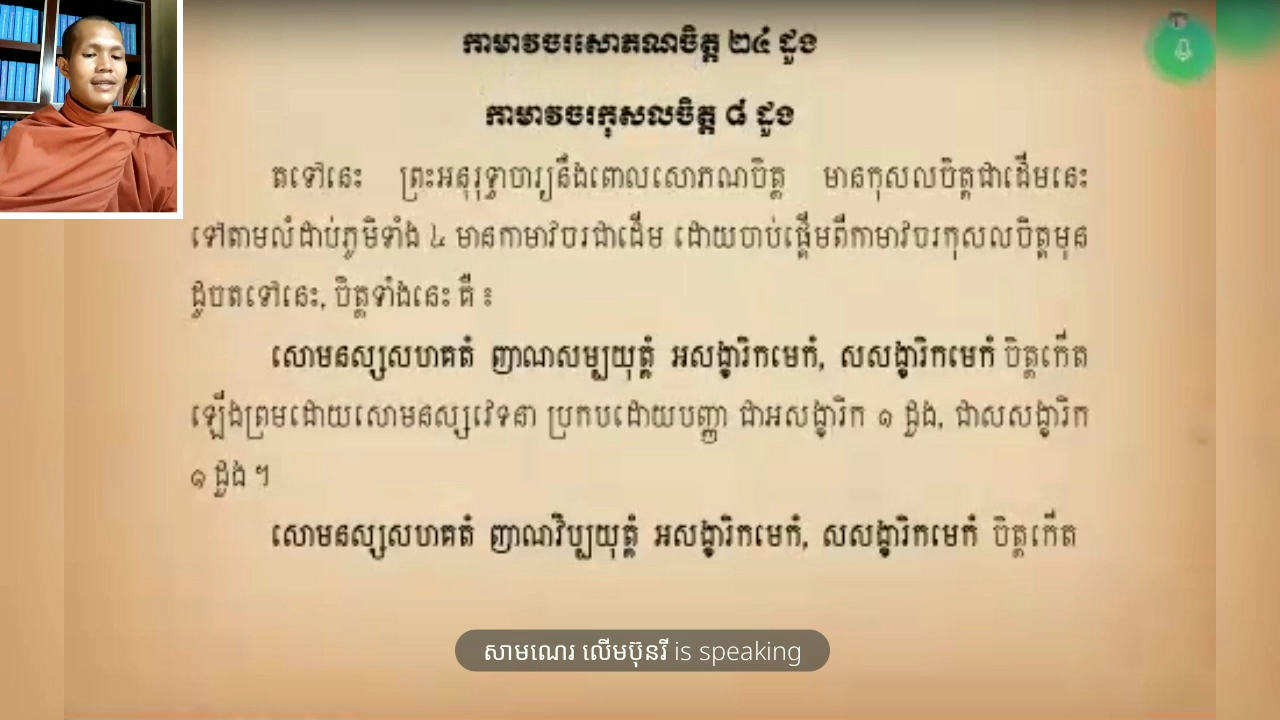 កាមាវចរសោភណចិត្ត ២៤ ដួង
កាមាវចរកុសលចិត្ត ៨ ដួង
តទៅនេះ ព្រះអនុរុទ្ធាចារ្យនឹងពោលសោភណចិត្ត មានកុសលចិត្តជាដើមនេះ
ទៅតាមលំដាប់ភូមិទាំង ៤ មានកាមាវចរជាដើម ដោយចាប់ផ្ដើមពីកាមាវចរកុសលចិត្តមុន
ដូចតទៅនេះ, ចិត្តទាំងនេះ គឺ ៖
សោមនស្សសហគតំ ញាណសម្បយុត្តំ អសង្ខារិកមេកំ, សសង្ខារិកមេកំ ចិត្តកើត
ឡើងព្រមដោយសោមនស្សវេទនា ប្រកបដោយបញ្ញា ជាអសង្ខារិក ១ ដួង, ជាសសង្ខារិក
១ ដួង ។
សោមនស្សសហគតំ ញាណវិប្បយុត្តំ អសង្ខារិកមេកំ, សសង្ខារិកមេកំ ចិត្តកើត
សាមណេរ លើមប៊ុនរី is speaking